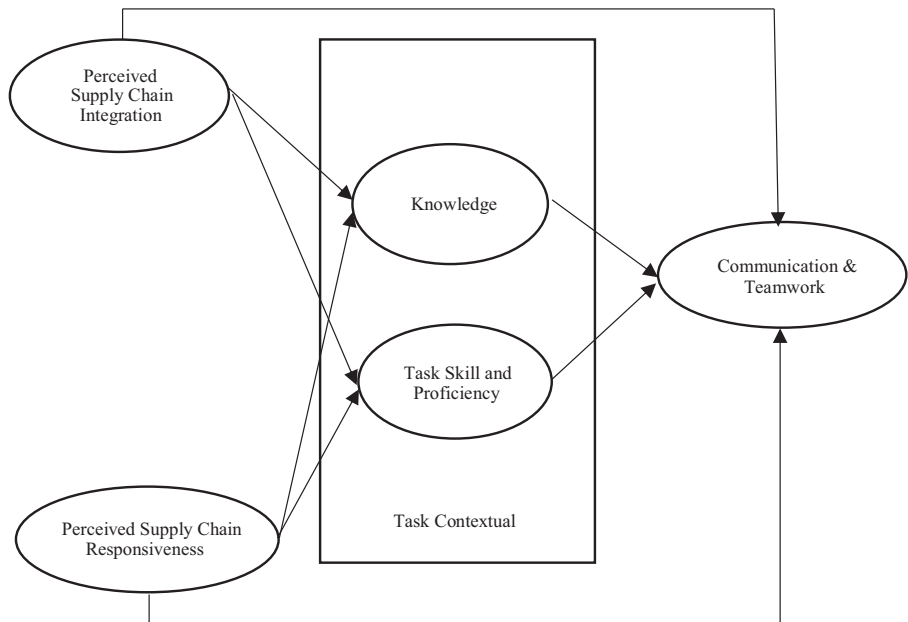 Perceived
Supply Chain
Integration
Knowledge
Communication &
Teamwork
Task Skill and
Proficiency
Task Contextual
Perceived Supply Chain
Responsiveness